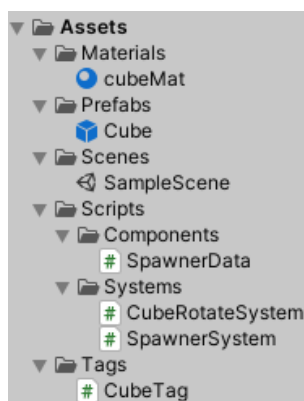 Assets
Materials
cubeMat
Prefabs
Cube
Scenes
SampleScene
Scripts
Components
# SpawnerData
Systems
# CubeRotateSystem
# SpawnerSystem
Tags
# CubeTag